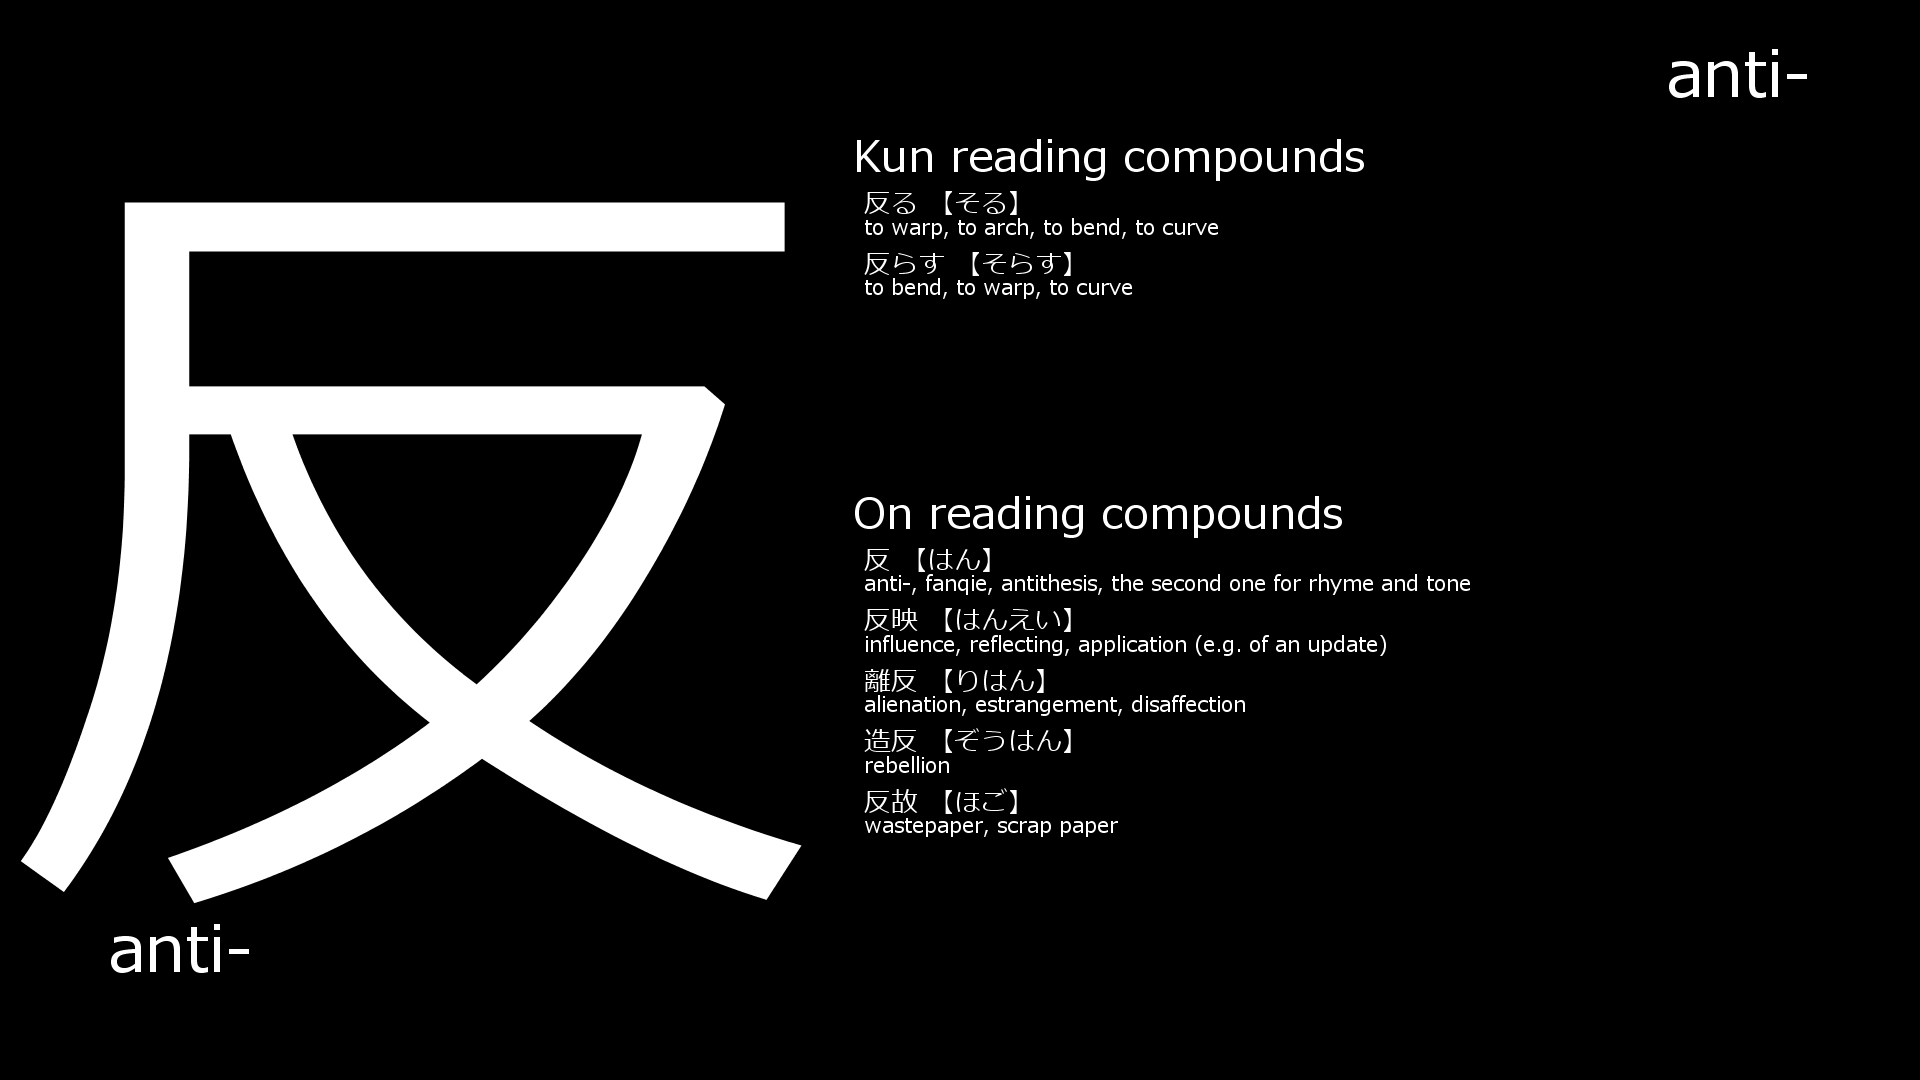 anti-
反
anti-
Kun reading compounds
反る 【そる】
to warp, to arch, to bend, to curve
反らす 【そらす】
to bend, to warp, to curve
On reading compounds
反 【はん】
anti-, fanqie, antithesis, the second one for rhyme and tone
反映 【はんえい】
influence, reflecting, application (e.g. of an update)
離反 【りはん】
alienation, estrangement, disaffection
造反 【ぞうはん】
rebellion
反故 【ほご】
wastepaper, scrap paper